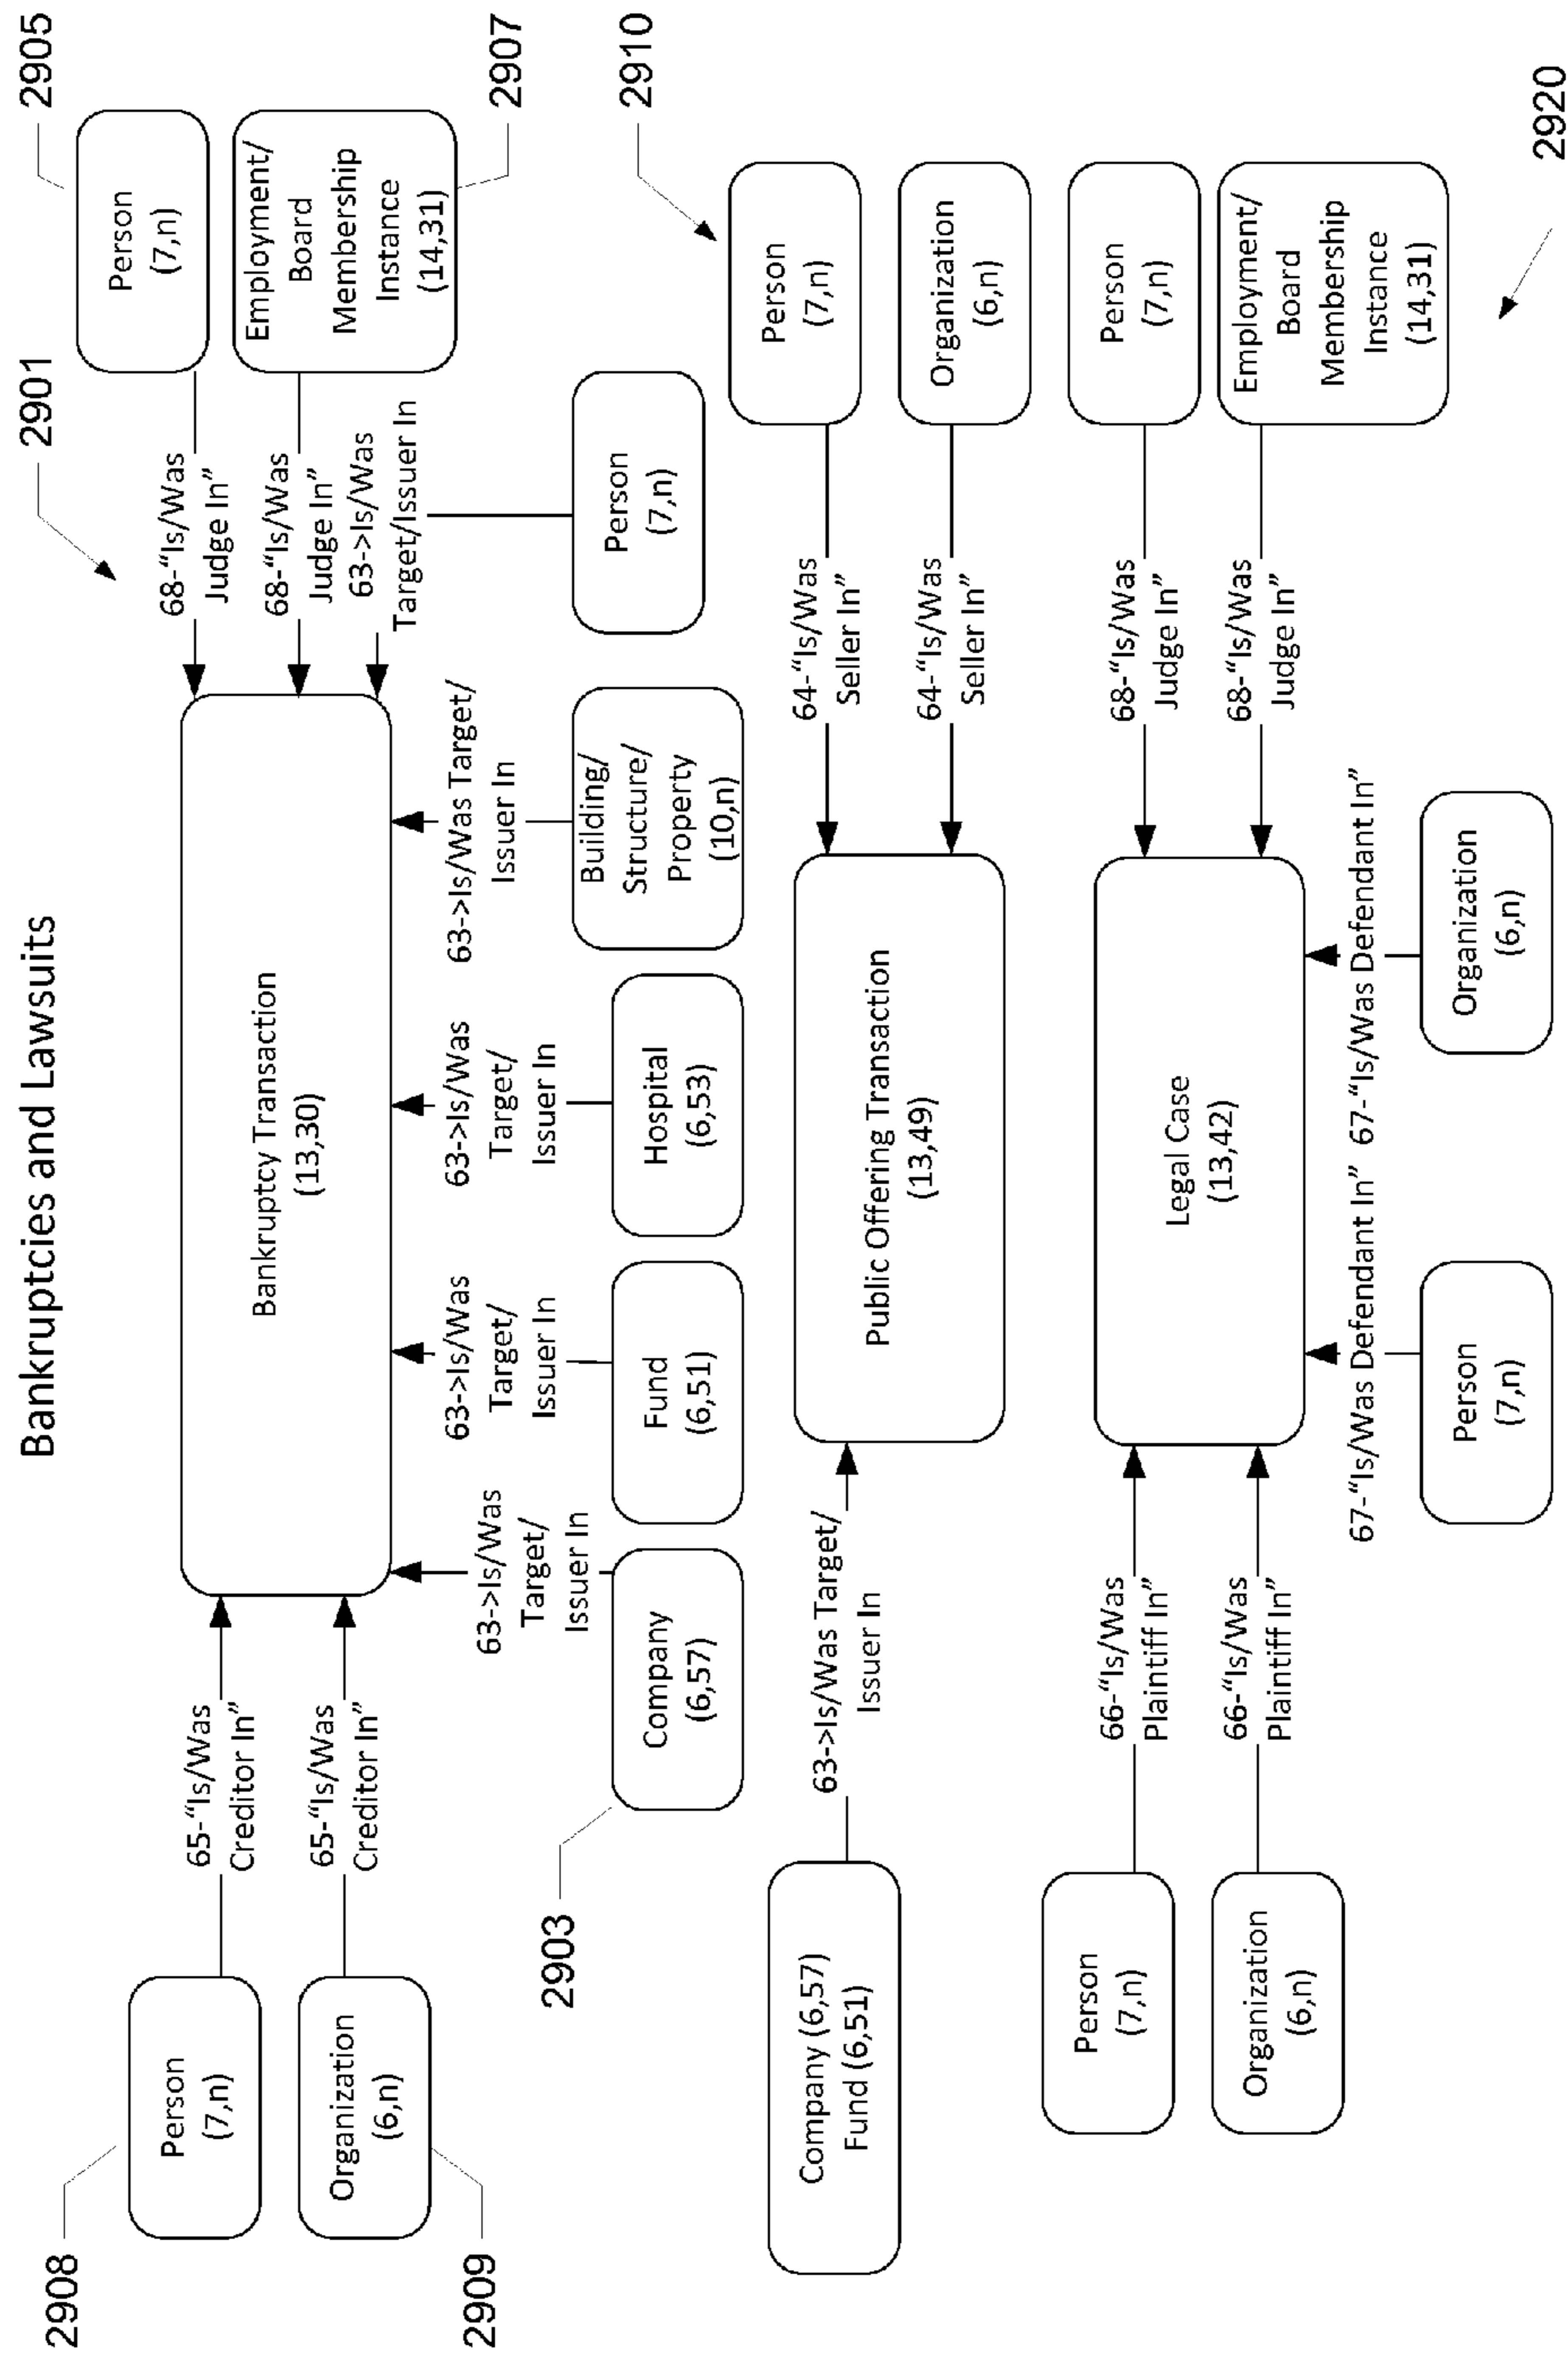 Bankruptcies and Lawsuits
2901
2905
2907
2908
2909
2903
Person
(7,n)
Organization
(6,n)
65-“Is/Was
Creditor In”
65-“Is/Was
Creditor In”
Bankruptcy Transaction
(13,30)
68-“Is/Was
Judge In”
68-“Is/Was
Judge In”
63->Is/Was
Target/Issuer In
Person
(7,n)
Employment/
Board
Membership
Instance
(14,31)
63->Is/Was
Target/
Issuer In
63->Is/Was
Target/
Issuer In
63->Is/Was
Target/
Issuer In
63->Is/Was Target/
Issuer In
Company
(6,57)
Fund
(6,51)
Hospital
(6,53)
Building/
Structure/
Property
(10,n)
Person
(7,n)
2910
Company (6,57)
Fund (6,51)
63->Is/Was Target/
Issuer In
Public Offering Transaction
(13,49)
64-“Is/Was
Seller In”
64-“Is/Was
Seller In”
Person
(7,n)
Organization
(6,n)
Person
(7,n)
Organization
(6,n)
66-“Is/Was
Plaintiff In”
66-“Is/Was
Plaintiff In”
Legal Case
(13,42)
68-“Is/Was
Judge In”
68-“Is/Was
Judge In”
Person
(7,n)
Employment/
Board
Membership
Instance
(14,31)
67-“Is/Was Defendant In” 67-“Is/Was Defendant In”
Person
(7,n)
Organization
(6,n)
2920